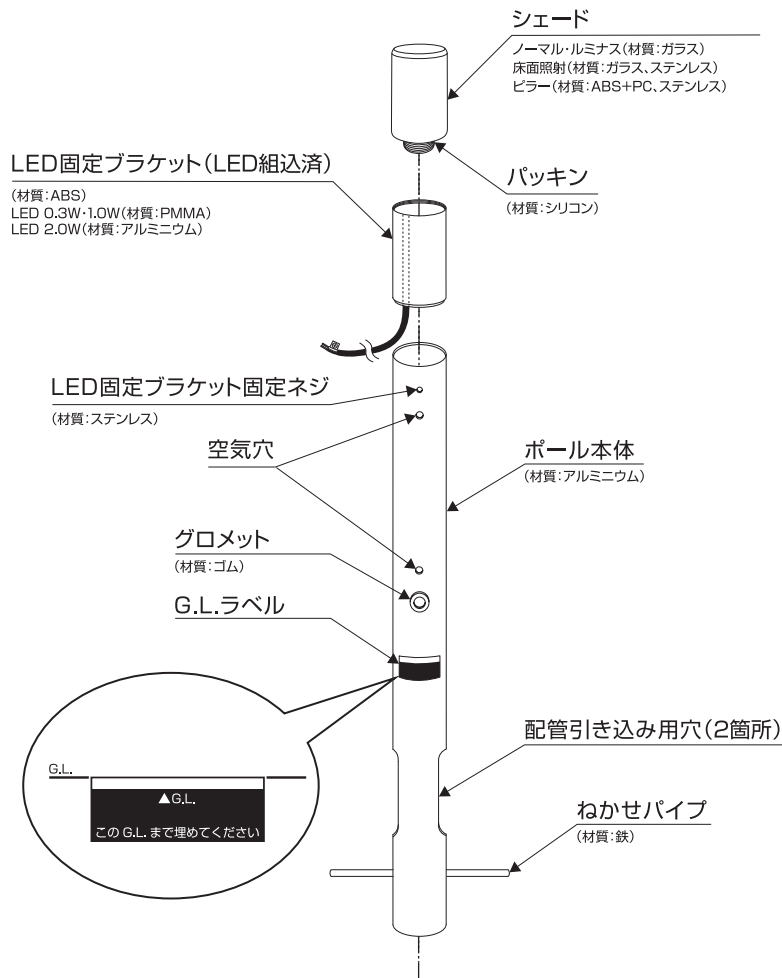 シェード
ノーマル・ルミナス(材質:ガラス)
床面照射(材質:ガラス、ステンレス)
ピラー(材質:ABS+PC、ステンレス)
パッキン
(材質:シリコン)
LED固定ブラケット(LED組込済)
(材質:ABS)
LED 0.3W・1.0W(材質:PMMA)
LED 2.0W(材質:アルミニウム)
LED固定ブラケット固定ネジ
(材質:ステンレス)
空気穴
ポール本体
(材質:アルミニウム)
グロメット
(材質:ゴム)
G.L.ラベル
配管引き込み用穴(2箇所)
G.L.
▲G.L.
この G.L. まで埋めてください
ねかせパイプ
(材質:鉄)